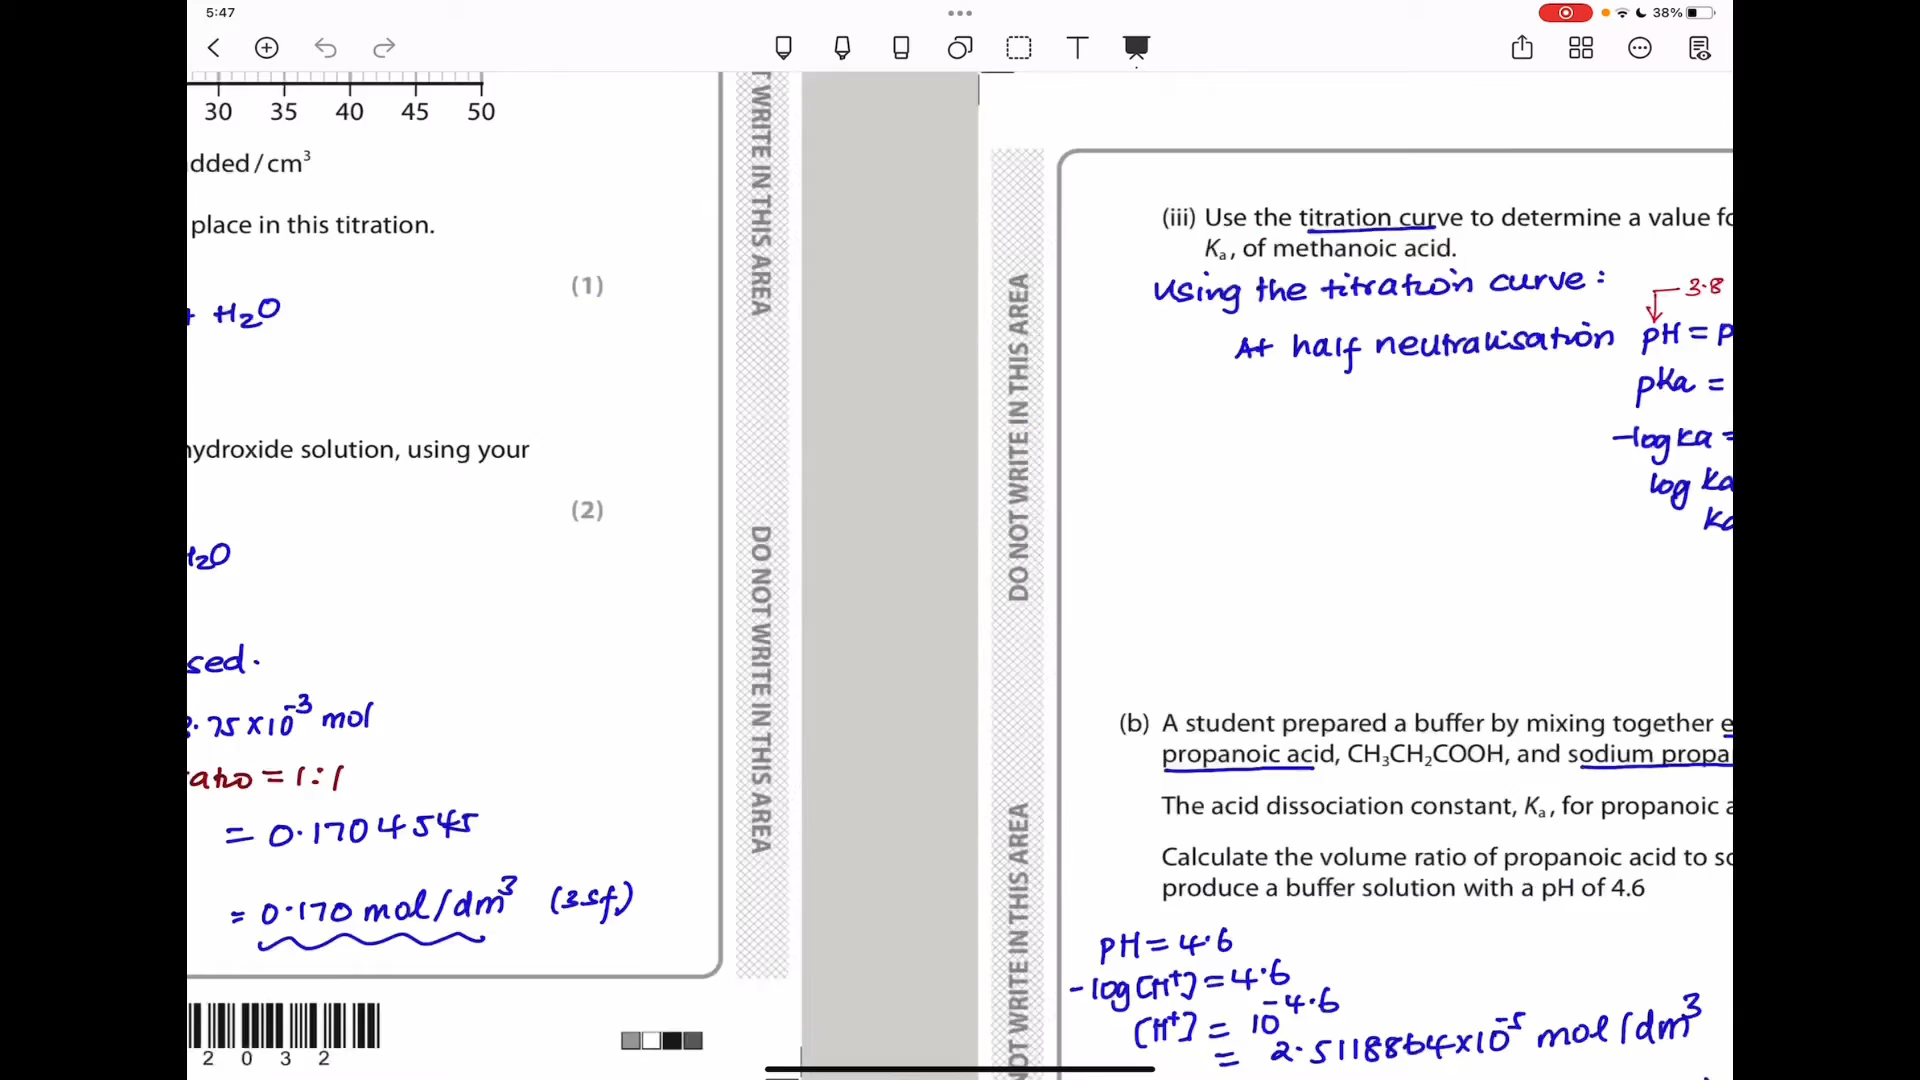 5:47
38%
30 35 40 45 50
dded / cm³
place in this titration.
(1)
+ H₂O
hydroxide solution, using your
(2)
H₂O
sed.
.75 × 10⁻³ mol
ratio = 1:1
= 0.1704545
= 0.170 mol/dm³ (3sf)
2 0 3 2
T WRITE IN THIS AREA
DO NOT WRITE IN THIS AREA
DO NOT WRITE IN THIS AREA
NOT WRITE IN THIS AREA
(iii) Use the titration curve to determine a value fo
Kₐ, of methanoic acid.
Using the titration curve :
3.8
At half neutralisation pH = p
pKa =
-log Ka =
log Ka
Ka
(b) A student prepared a buffer by mixing together e
propanoic acid, CH₃CH₂COOH, and sodium propa
The acid dissociation constant, Kₐ, for propanoic a
Calculate the volume ratio of propanoic acid to so
produce a buffer solution with a pH of 4.6
pH = 4.6
-log [H⁺] = 4.6
[H⁺] = 10⁻⁴·⁶
= 2.5118864 × 10⁻⁵ mol/dm³